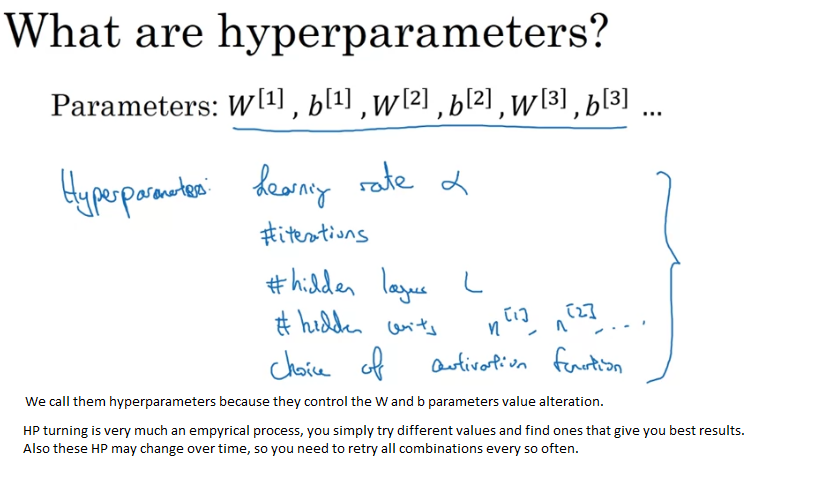 What are hyperparameters?
Parameters: W[1] , b[1] , W[2] , b[2] , W[3] , b[3] ...
Hyperparameters: Learning rate α
#iterations
#hidden layers L
# hidden units n[1], n[2], ....
Choice of activation function
We call them hyperparameters because they control the W and b parameters value alteration.
HP turning is very much an empyrical process, you simply try different values and find ones that give you best results.
Also these HP may change over time, so you need to retry all combinations every so often.